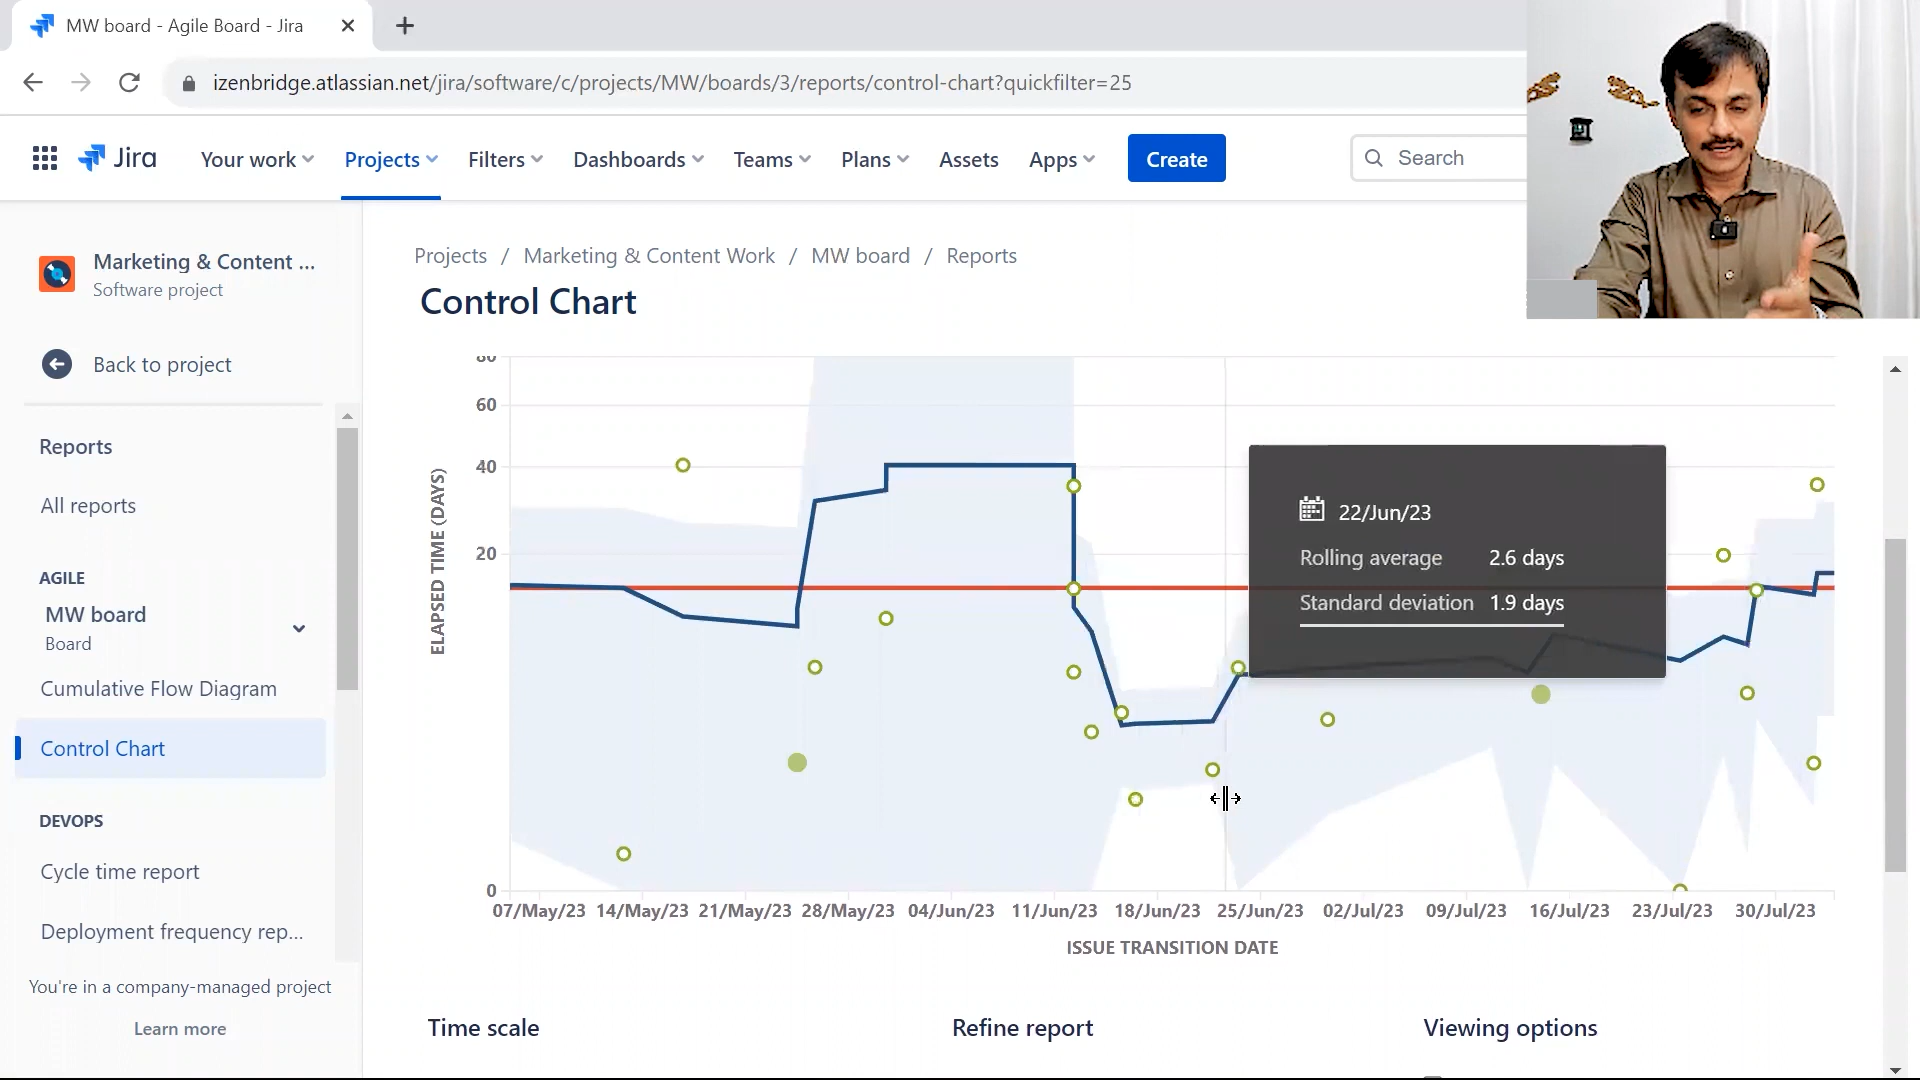 MW board - Agile Board - Jira
izenbridge.atlassian.net/jira/software/c/projects/MW/boards/3/reports/control-chart?quickfilter=25
Jira
Your work
Projects
Filters
Dashboards
Teams
Plans
Assets
Apps
Create
Search
Marketing & Content ...
Software project
Back to project
Reports
All reports
AGILE
MW board
Board
Cumulative Flow Diagram
Control Chart
DEVOPS
Cycle time report
Deployment frequency rep...
You're in a company-managed project
Learn more
Projects / Marketing & Content Work / MW board / Reports
Control Chart
80
60
40
20
0
ELAPSED TIME (DAYS)
22/Jun/23
Rolling average 2.6 days
Standard deviation 1.9 days
07/May/23 14/May/23 21/May/23 28/May/23 04/Jun/23 11/Jun/23 18/Jun/23 25/Jun/23 02/Jul/23 09/Jul/23 16/Jul/23 23/Jul/23 30/Jul/23
ISSUE TRANSITION DATE
Time scale
Refine report
Viewing options